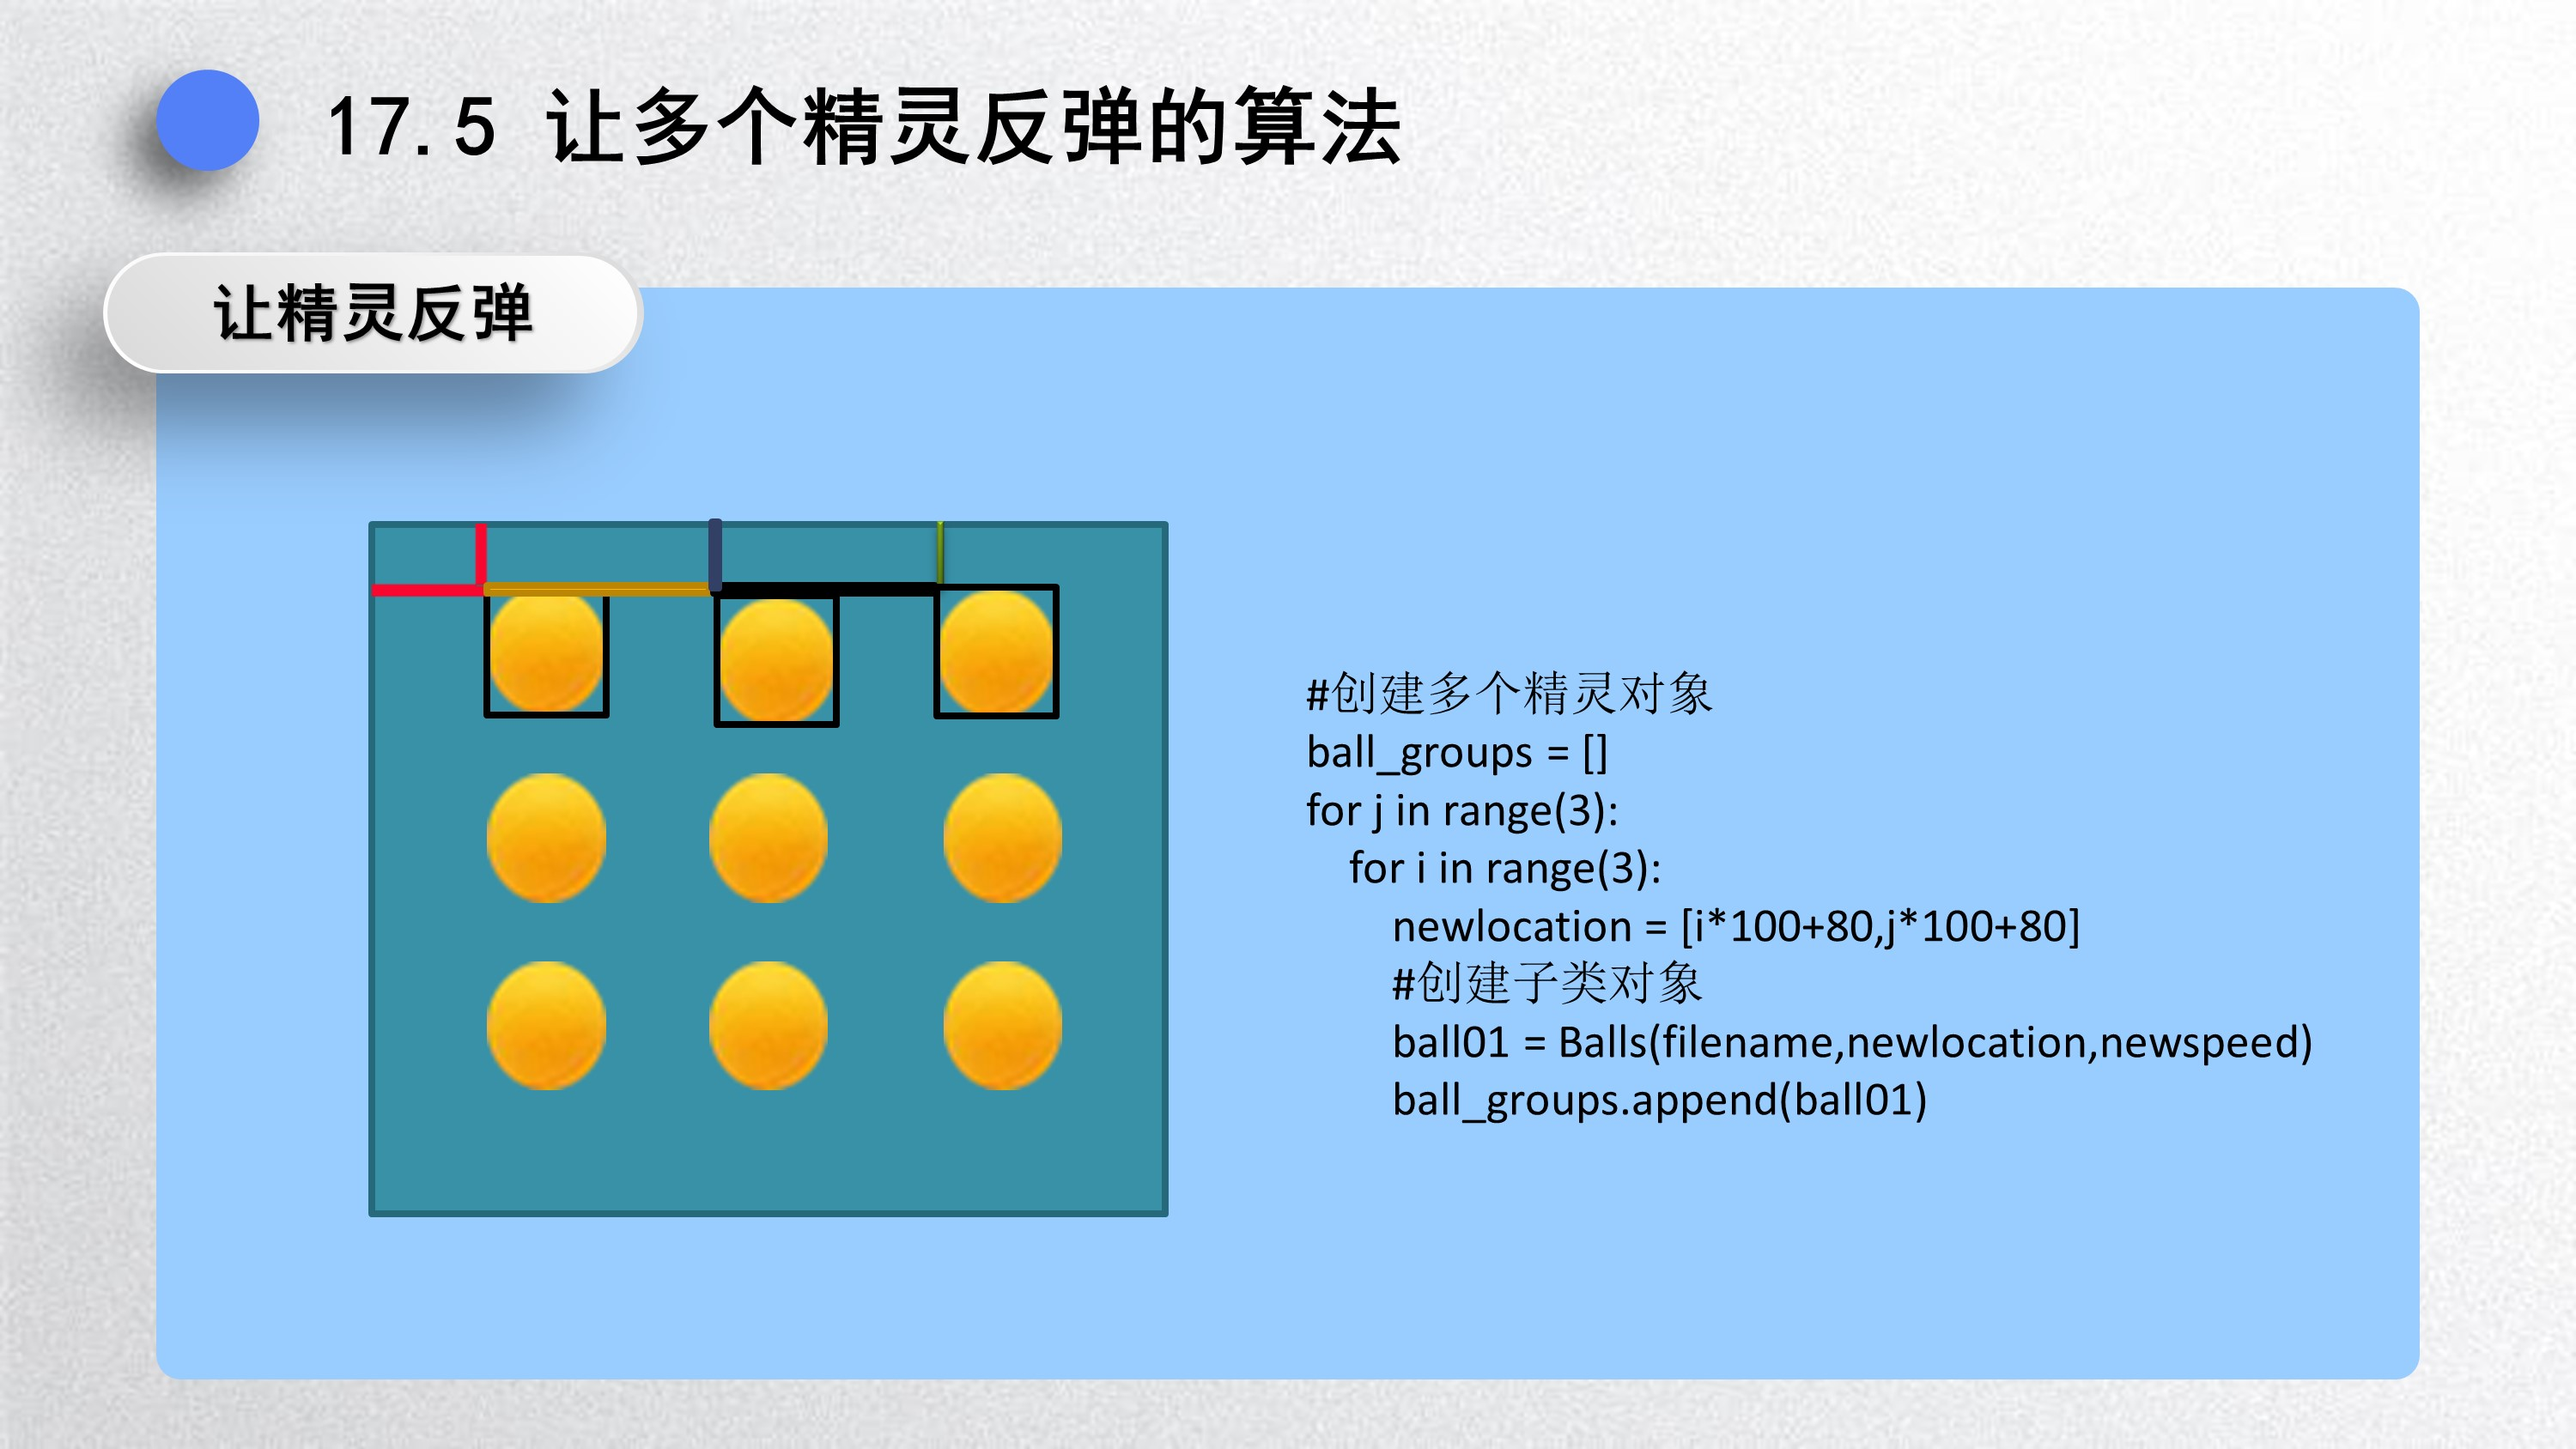 17.5 让多个精灵反弹的算法
让精灵反弹
#创建多个精灵对象
ball_groups = []
for j in range(3):
    for i in range(3):
        newlocation = [i*100+80,j*100+80]
        #创建子类对象
        ball01 = Balls(filename,newlocation,newspeed)
        ball_groups.append(ball01)